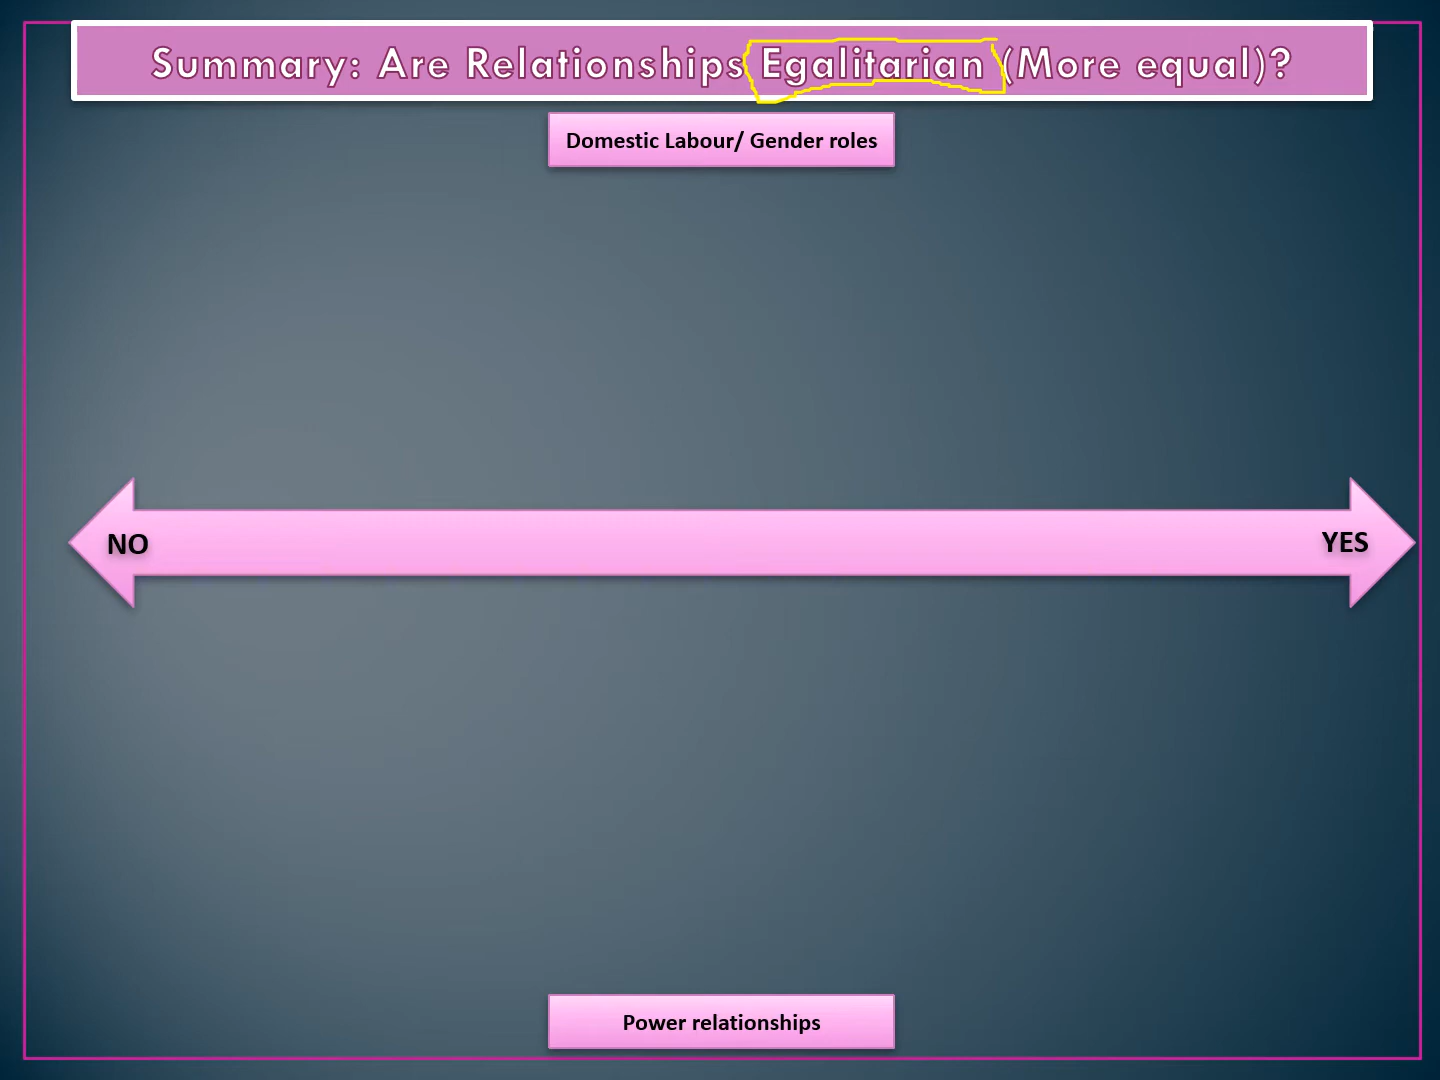 Summary: Are Relationships Egalitarian (More equal)?
Domestic Labour/ Gender roles
NO
YES
Power relationships